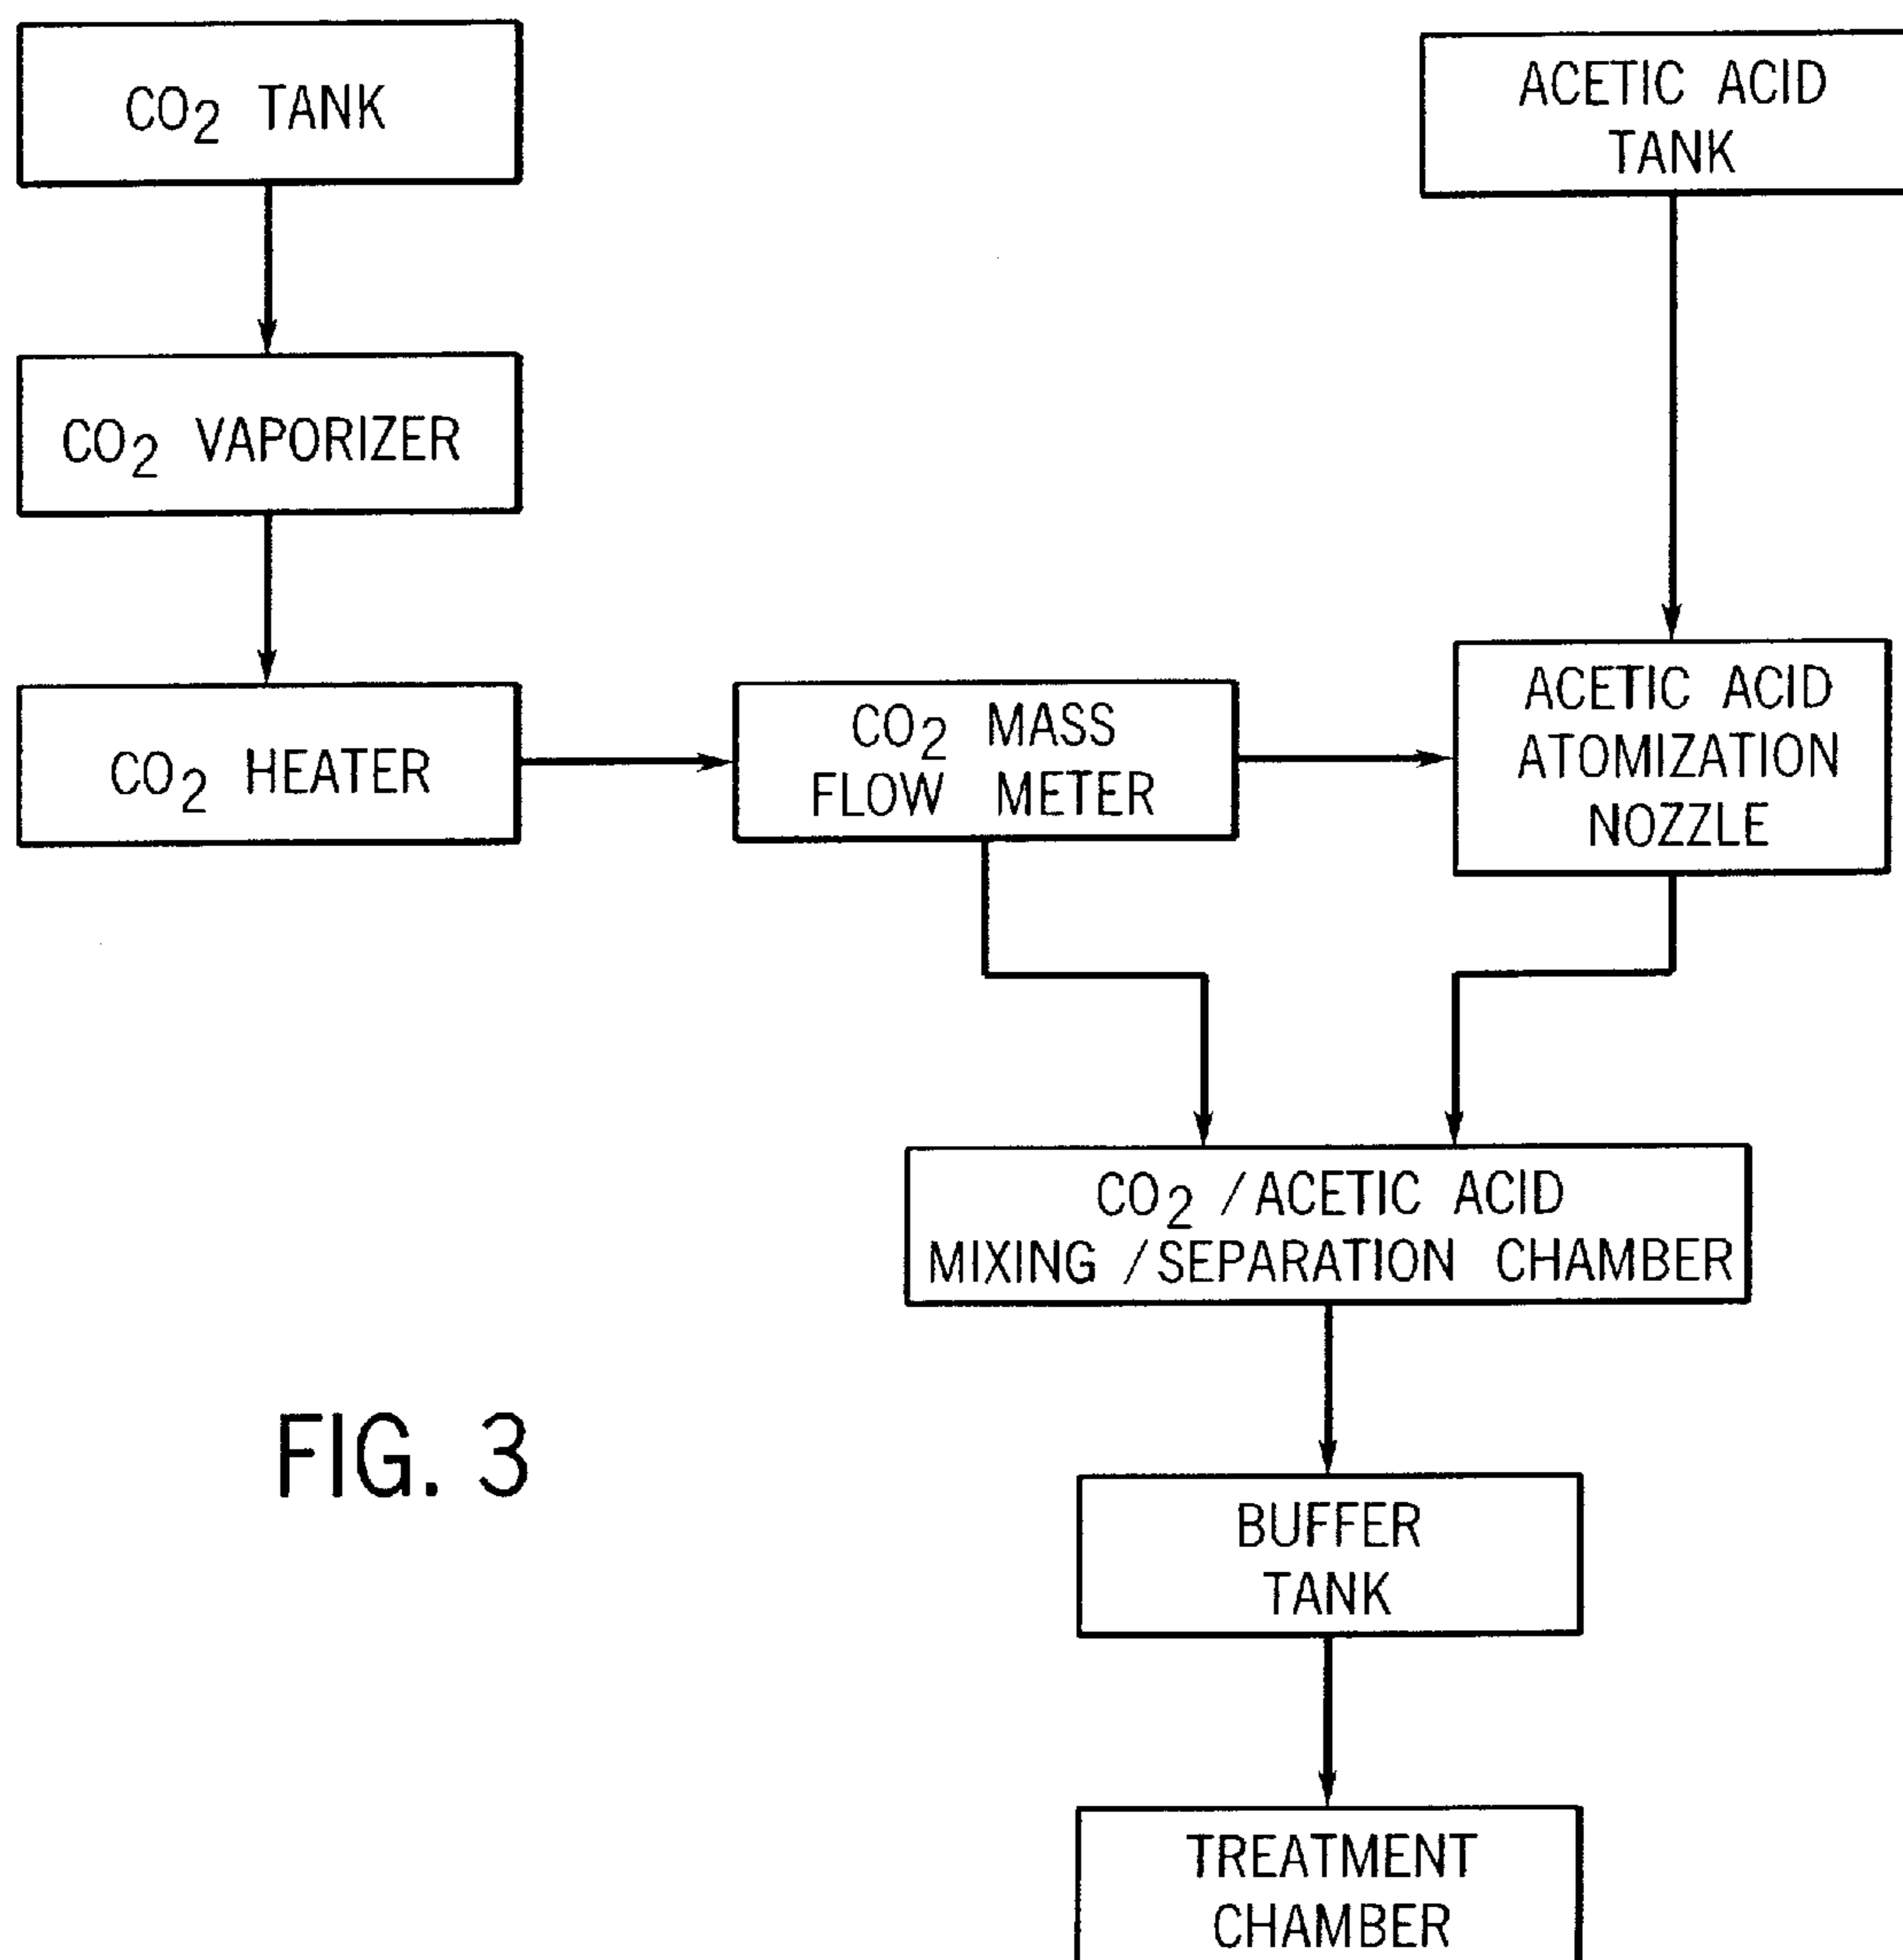 CO2 TANK
ACETIC ACID
TANK
CO2 VAPORIZER
CO2 HEATER
CO2 MASS
FLOW METER
ACETIC ACID
ATOMIZATION
NOZZLE
CO2 /ACETIC ACID
MIXING /SEPARATION CHAMBER
BUFFER
TANK
TREATMENT
CHAMBER
FIG. 3